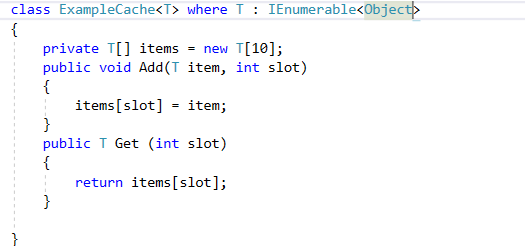 class ExampleCache<T> where T : IEnumerable<Object>
{
    private T[] items = new T[10];
    public void Add(T item, int slot)
    {
        items[slot] = item;
    }
    public T Get (int slot)
    {
        return items[slot];
    }
}